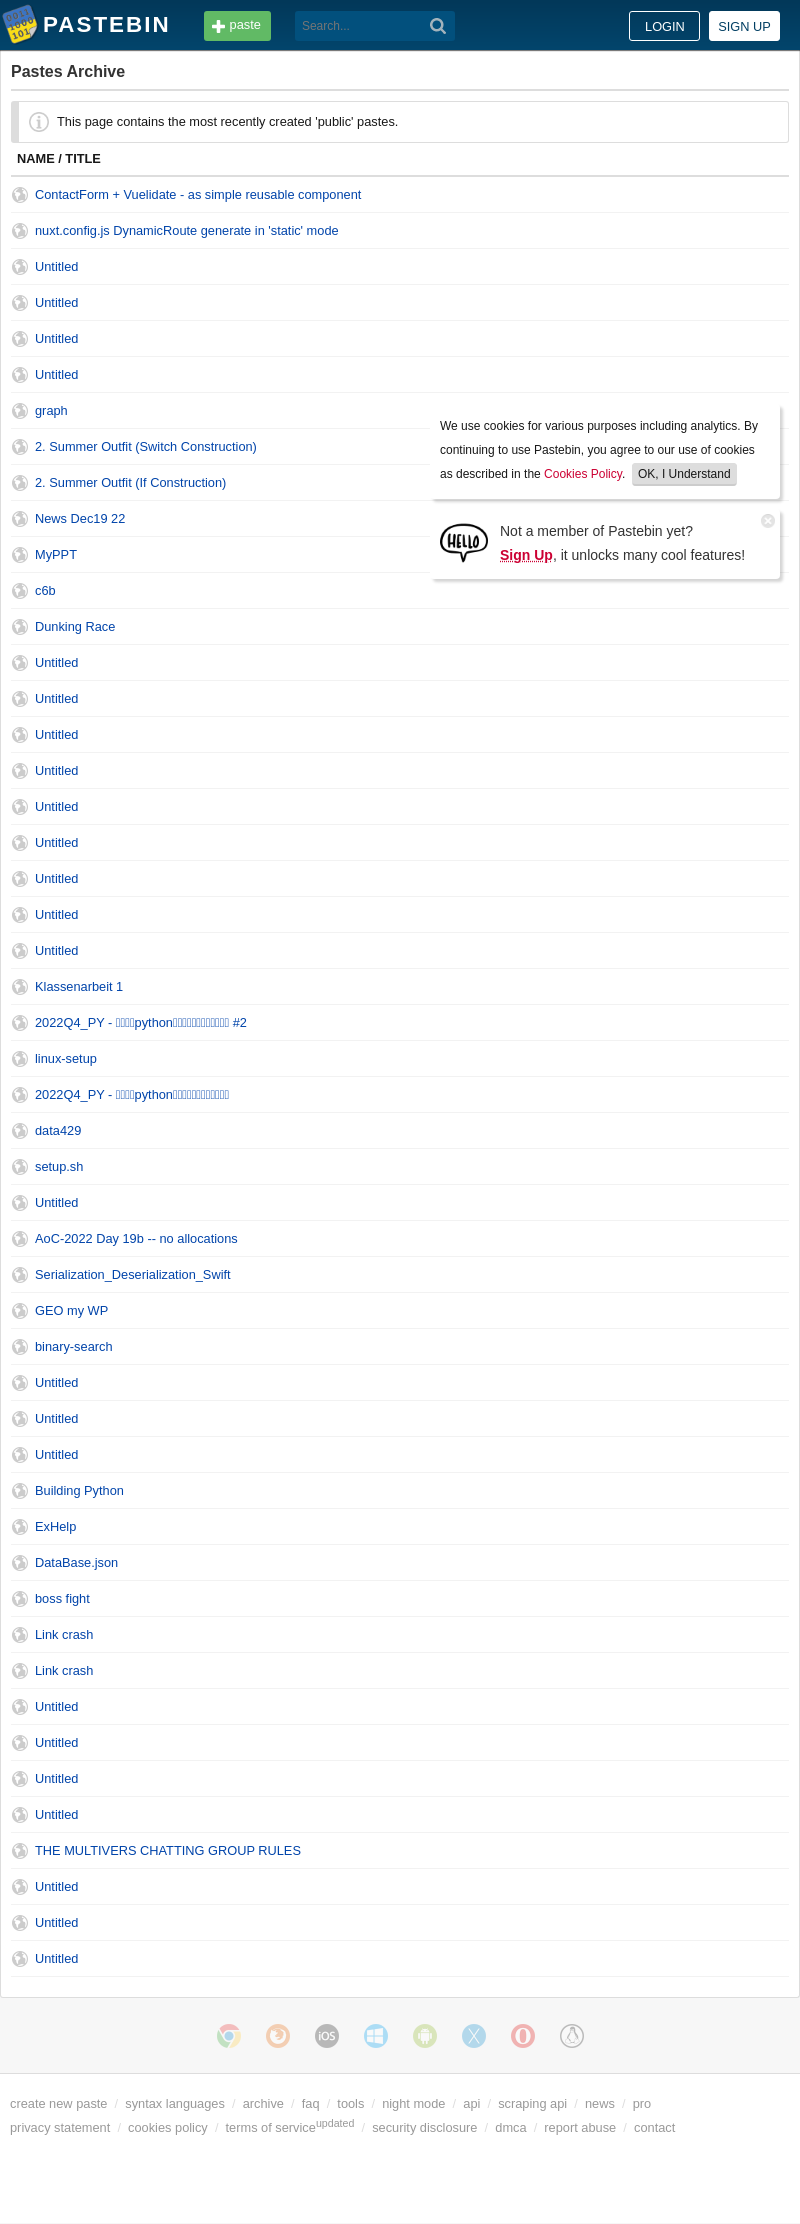 PASTEBIN
paste
Search...
LOGIN
SIGN UP
Pastes Archive
This page contains the most recently created 'public' pastes.
NAME / TITLE
ContactForm + Vuelidate - as simple reusable component
nuxt.config.js DynamicRoute generate in 'static' mode
Untitled
Untitled
Untitled
Untitled
graph
2. Summer Outfit (Switch Construction)
2. Summer Outfit (If Construction)
News Dec19 22
MyPPT
c6b
We use cookies for various purposes including analytics. By
continuing to use Pastebin, you agree to our use of cookies
as described in the Cookies Policy. OK, I Understand
HELLO
Not a member of Pastebin yet?
Sign Up, it unlocks many cool features!
Dunking Race
Untitled
Untitled
Untitled
Untitled
Untitled
Untitled
Untitled
Untitled
Untitled
Klassenarbeit 1
2022Q4_PY - python #2
linux-setup
2022Q4_PY - python
data429
setup.sh
Untitled
AoC-2022 Day 19b -- no allocations
Serialization_Deserialization_Swift
GEO my WP
binary-search
Untitled
Untitled
Untitled
Building Python
ExHelp
DataBase.json
boss fight
Link crash
Link crash
Untitled
Untitled
Untitled
Untitled
THE MULTIVERS CHATTING GROUP RULES
Untitled
Untitled
Untitled
iOS
create new paste / syntax languages / archive / faq / tools / night mode / api / scraping api / news / pro
privacy statement / cookies policy / terms of service updated / security disclosure / dmca / report abuse / contact